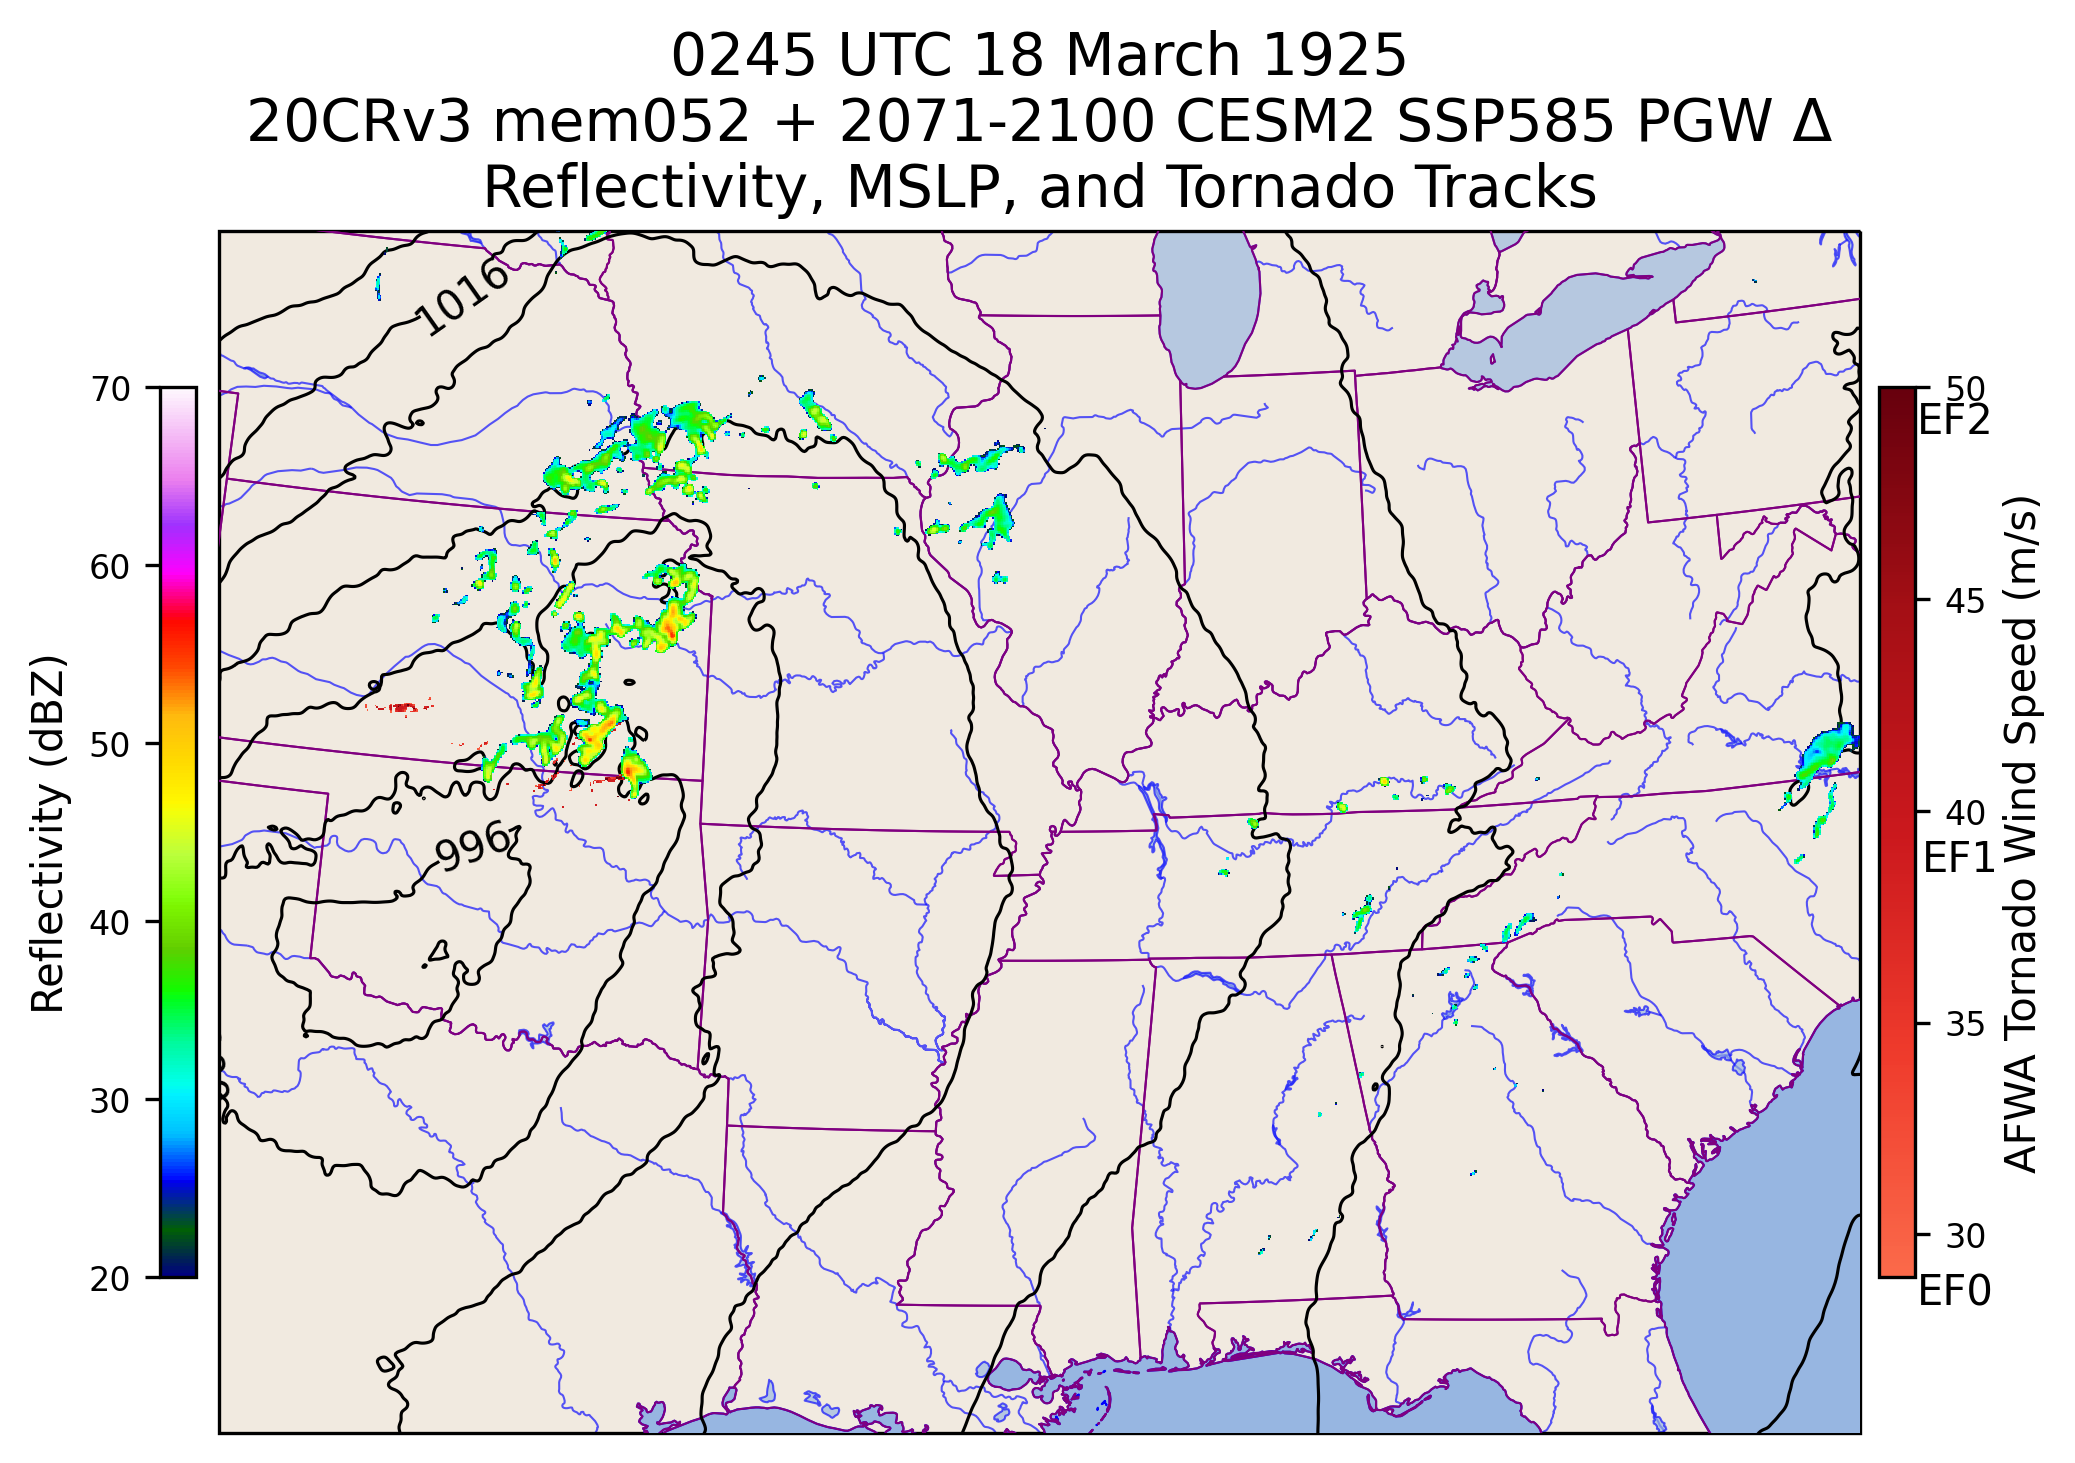 0245 UTC 18 March 1925
20CRv3 mem052 + 2071-2100 CESM2 SSP585 PGW Δ
Reflectivity, MSLP, and Tornado Tracks
1016
996
70
60
50
40
30
20
Reflectivity (dBZ)
50
EF2
45
40
EF1
35
30
EF0
AFWA Tornado Wind Speed (m/s)